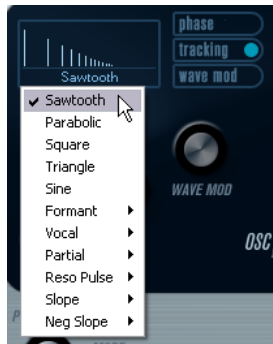 phase
tracking
wave mod
Sawtooth
Sawtooth
Parabolic
Square
Triangle
Sine
Formant
Vocal
Partial
Reso Pulse
Slope
Neg Slope
WAVE MOD
OSC
P